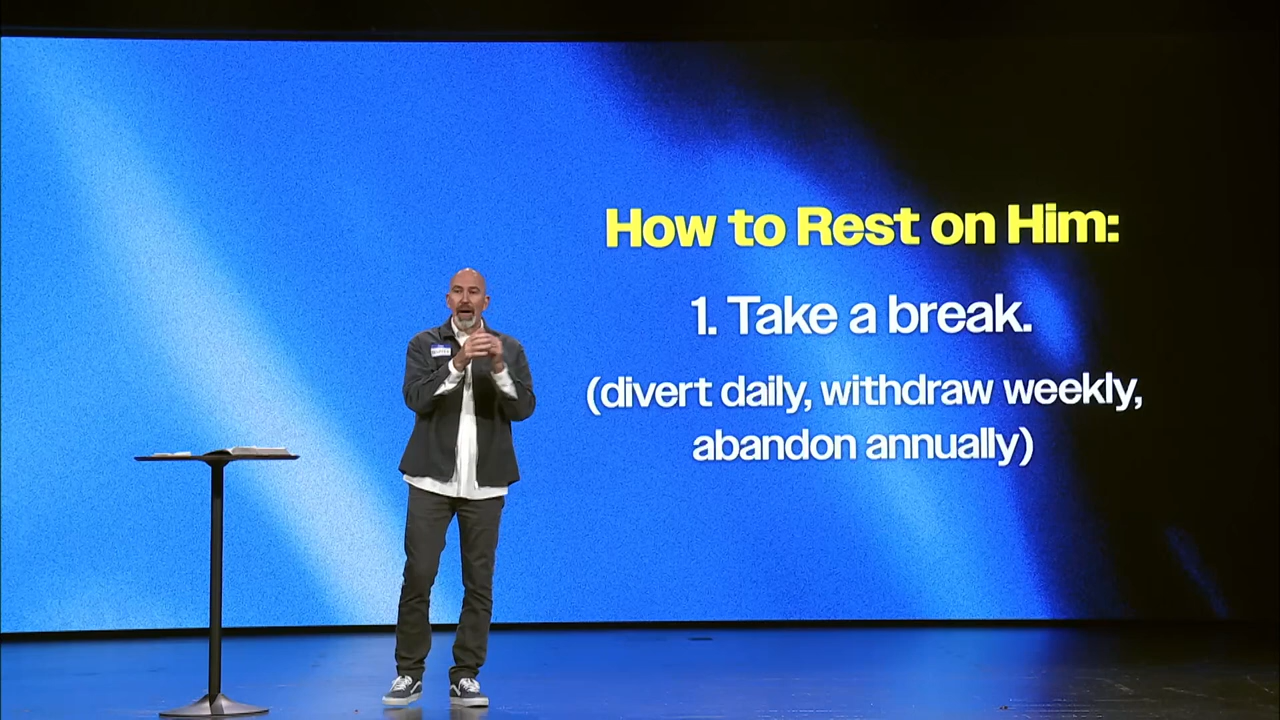 How to Rest on Him:
1. Take a break.
(divert daily, withdraw weekly,
abandon annually)